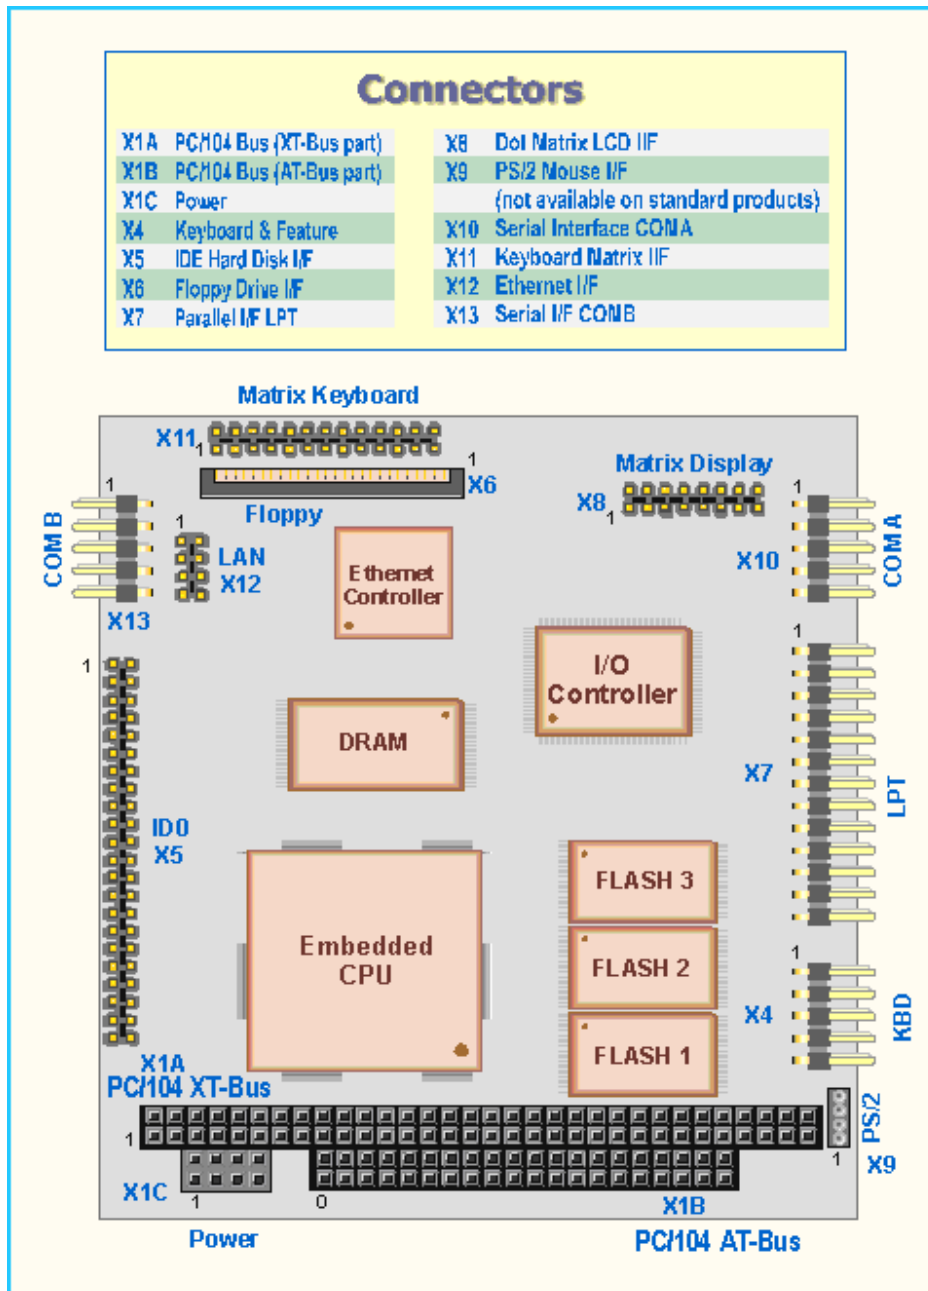 Connectors
X1A PC/104 Bus (XT-Bus part)
X1B PC/104 Bus (AT-Bus part)
X1C Power
X4 Keyboard & Feature
X5 IDE Hard Disk I/F
X6 Floppy Drive I/F
X7 Parallel I/F LPT
X8 Dot Matrix LCD I/F
X9 PS/2 Mouse I/F
(not available on standard products)
X10 Serial Interface COMA
X11 Keyboard Matrix I/F
X12 Ethernet I/F
X13 Serial I/F COMB
Matrix Keyboard
X11
1
1
X6
Floppy
Matrix Display
X8
1
1
COM B
X13
1
LAN
X12
Ethernet
Controller
1
X10
COM A
I/O
Controller
1
X7
LPT
1
DRAM
ID0
X5
FLASH 3
Embedded
CPU
FLASH 2
FLASH 1
1
X4
KBD
X1A
PC/104 XT-Bus
1
PS/2
1
X9
X1C
1
0
X1B
Power
PC/104 AT-Bus